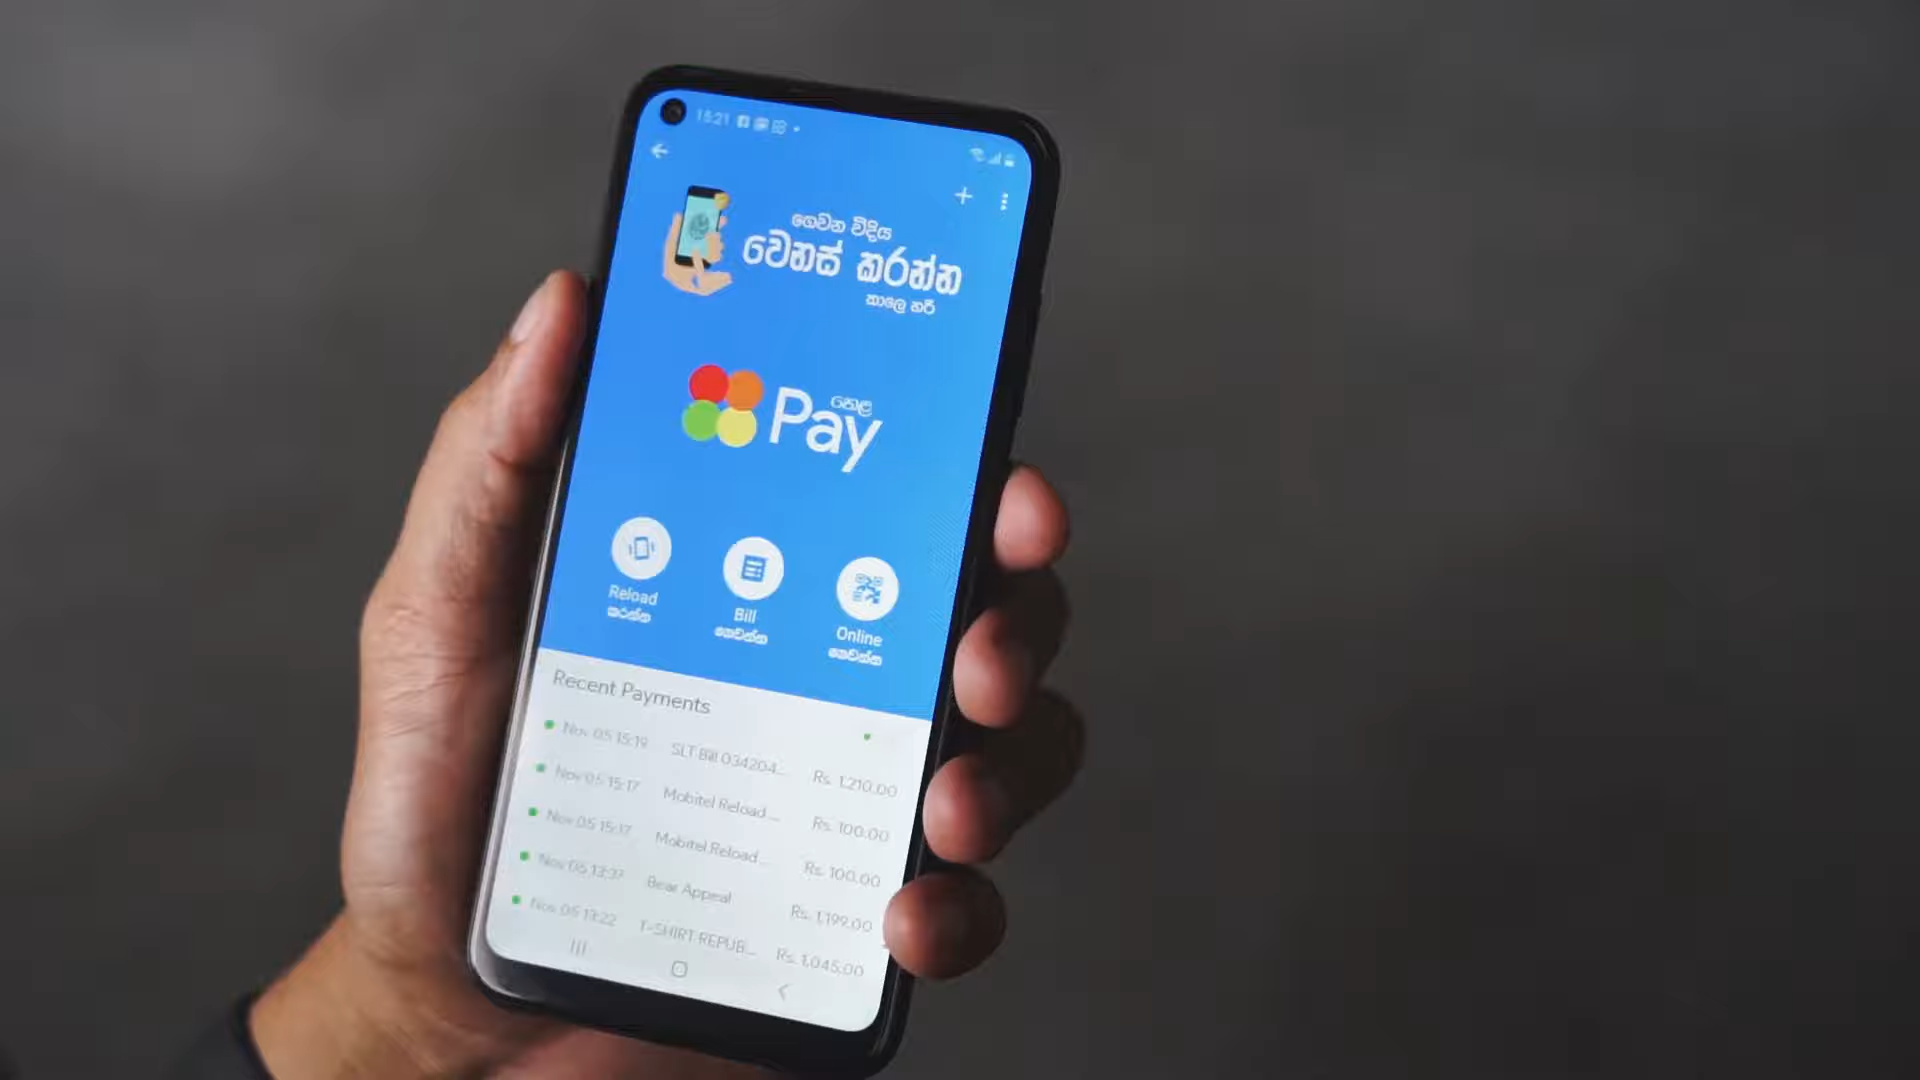 15:21
ගෙවන විදිය
වෙනස් කරන්න
කාලෙ හරි
හෙළ
Pay
Reload
කරන්න
Bill
ගෙවන්න
Online
ගෙවන්න
Recent Payments
Nov 05 15:19 SLT Bill 034204... Rs. 1,210.00
Nov 05 15:17 Mobitel Reload ... Rs. 100.00
Nov 05 15:17 Mobitel Reload ... Rs. 100.00
Nov 05 13:37 Bear Appeal Rs. 1,199.00
Nov 05 13:22 T-SHIRT REPUB... Rs. 1,045.00